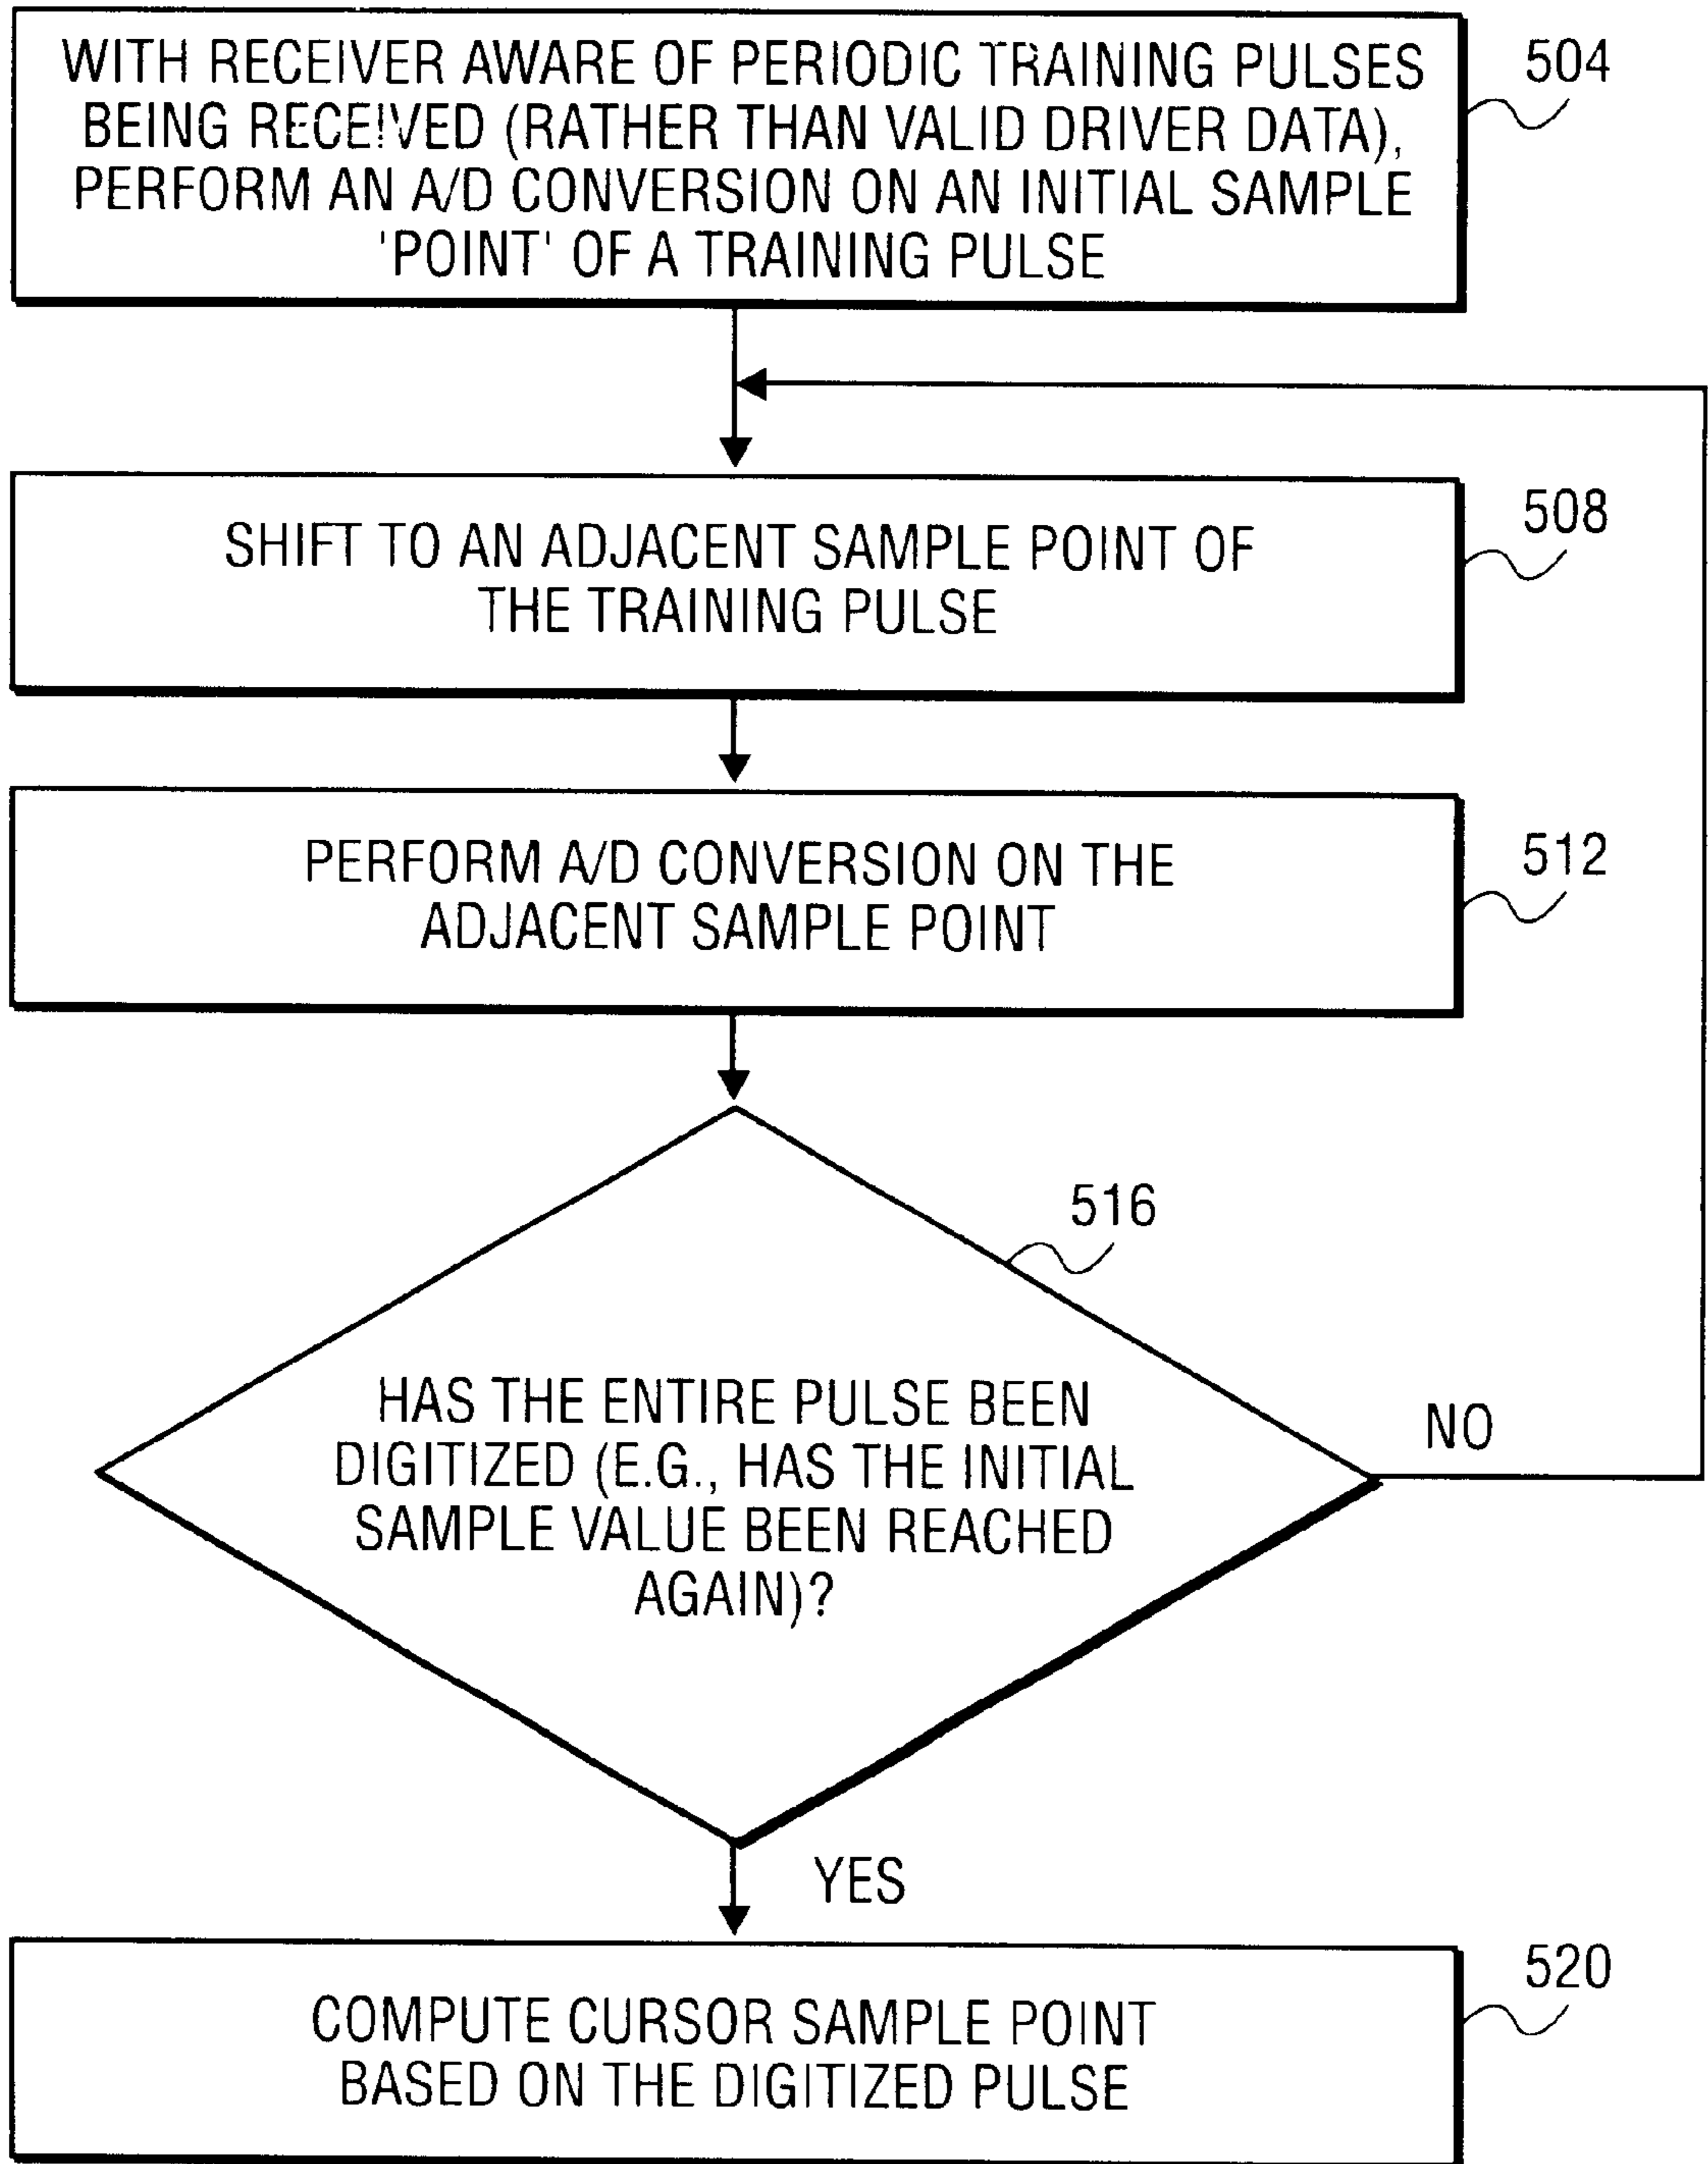 WITH RECEIVER AWARE OF PERIODIC TRAINING PULSES
BEING RECEIVED (RATHER THAN VALID DRIVER DATA),
PERFORM AN A/D CONVERSION ON AN INITIAL SAMPLE
'POINT' OF A TRAINING PULSE
504
SHIFT TO AN ADJACENT SAMPLE POINT OF
THE TRAINING PULSE
508
PERFORM A/D CONVERSION ON THE
ADJACENT SAMPLE POINT
512
516
HAS THE ENTIRE PULSE BEEN
DIGITIZED (E.G., HAS THE INITIAL
SAMPLE VALUE BEEN REACHED
AGAIN)?
NO
YES
COMPUTE CURSOR SAMPLE POINT
BASED ON THE DIGITIZED PULSE
520